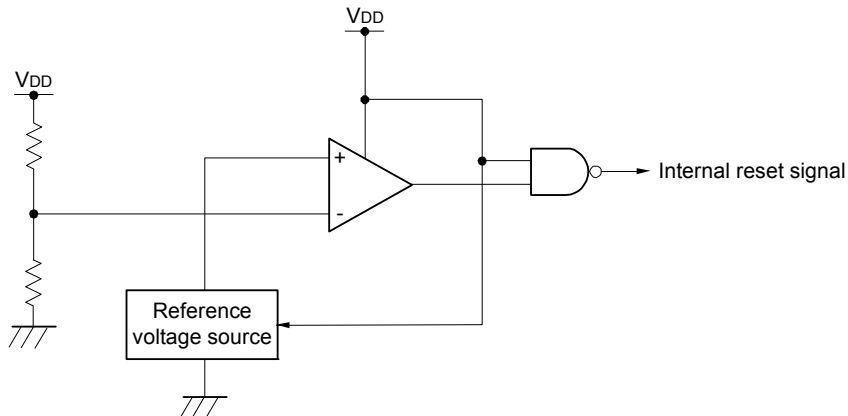 VDD
VDD
+
-
Internal reset signal
Reference
voltage source